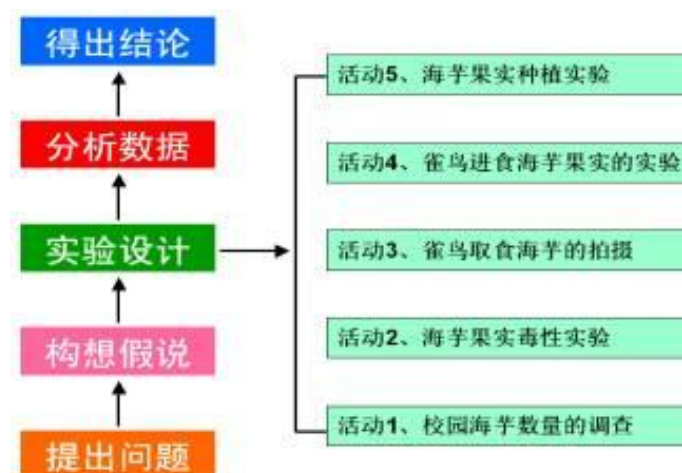 得出结论
分析数据
实验设计
构想假说
提出问题
活动5、海芋果实种植实验
活动4、雀鸟进食海芋果实的实验
活动3、雀鸟取食海芋的拍摄
活动2、海芋果实毒性实验
活动1、校园海芋数量的调查